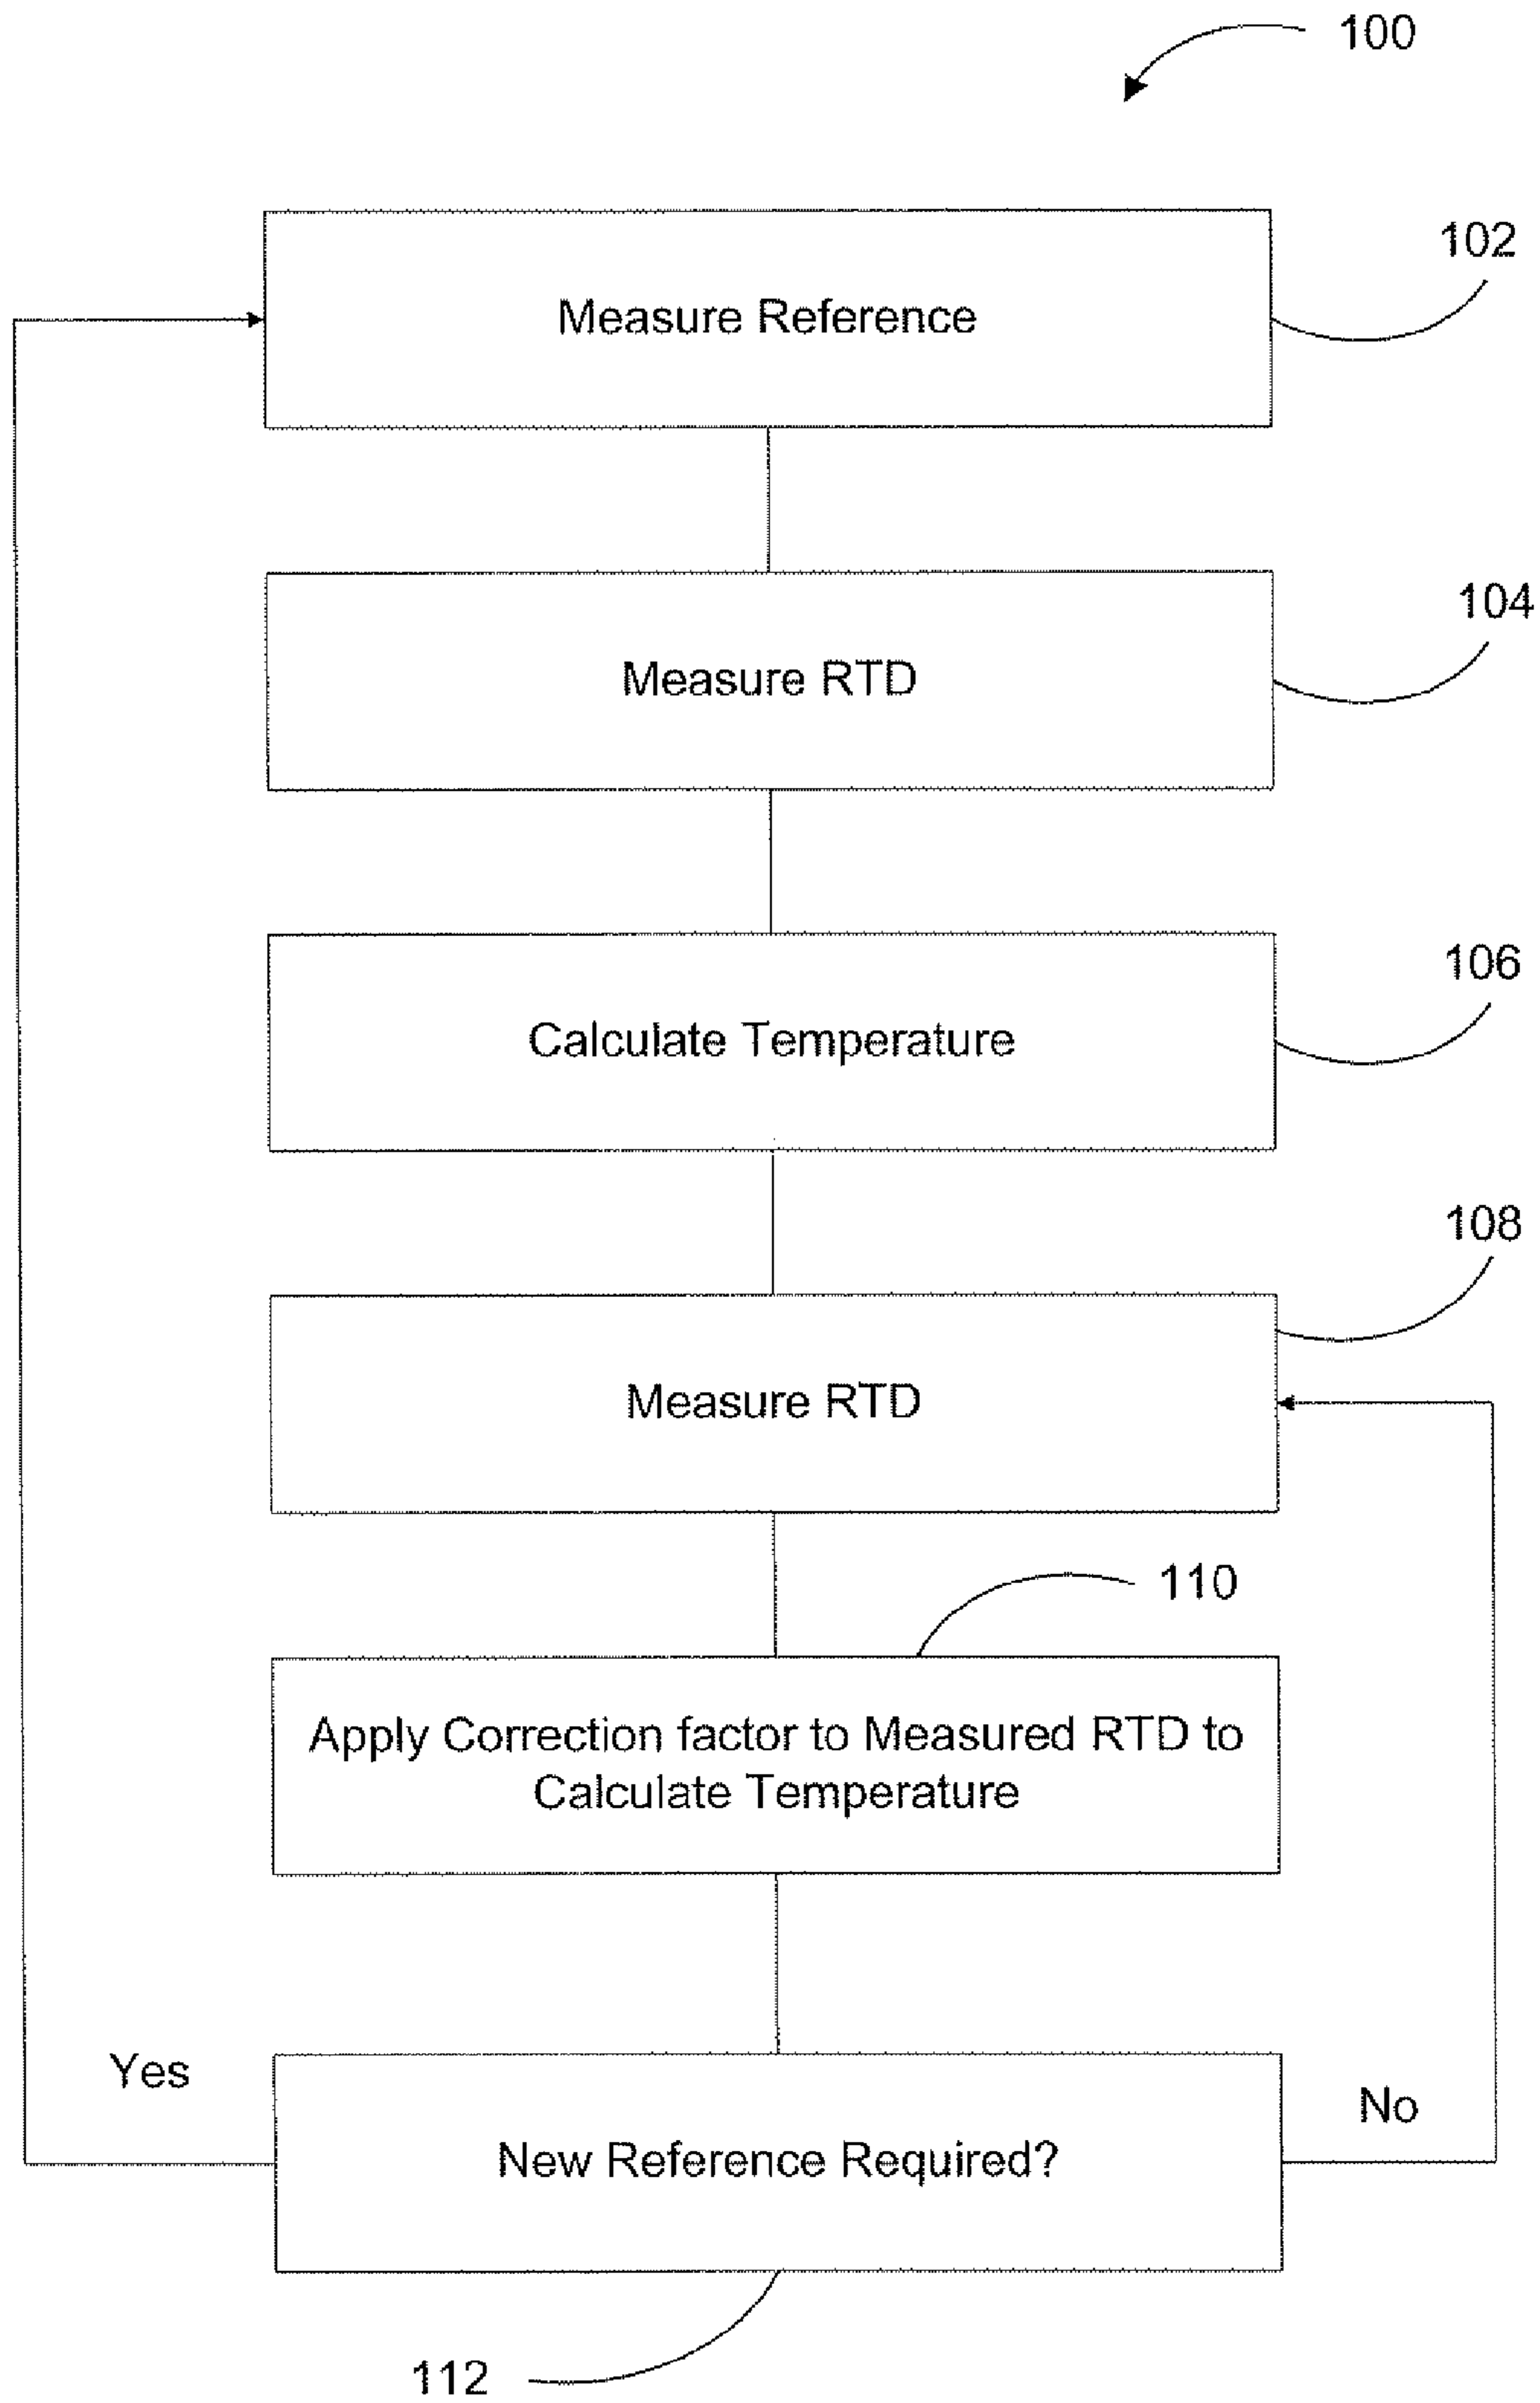 100
Measure Reference
102
Measure RTD
104
Calculate Temperature
106
108
Measure RTD
110
Apply Correction factor to Measured RTD to
Calculate Temperature
Yes
No
New Reference Required?
112